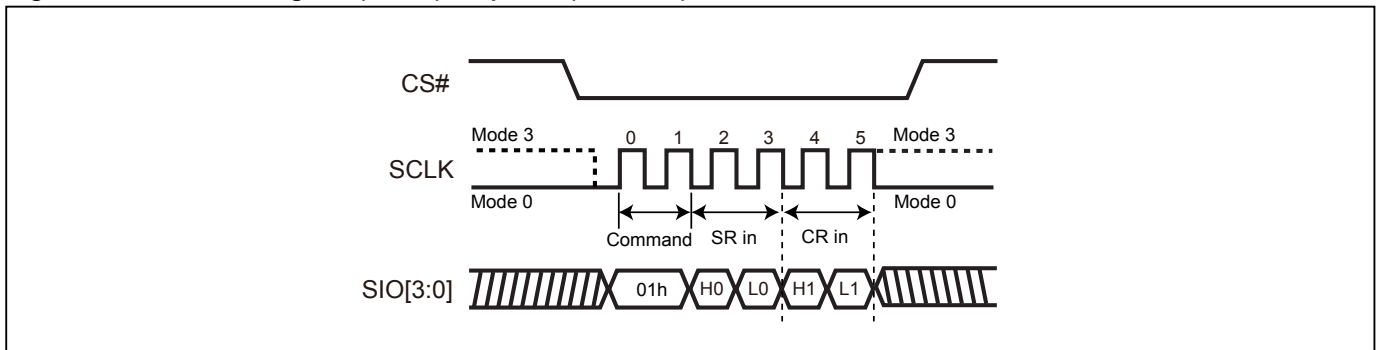 CS#
Mode 3 0 1 2 3 4 5 Mode 3
SCLK
Mode 0 Mode 0
Command SR in CR in
SIO[3:0] 01h H0 L0 H1 L1